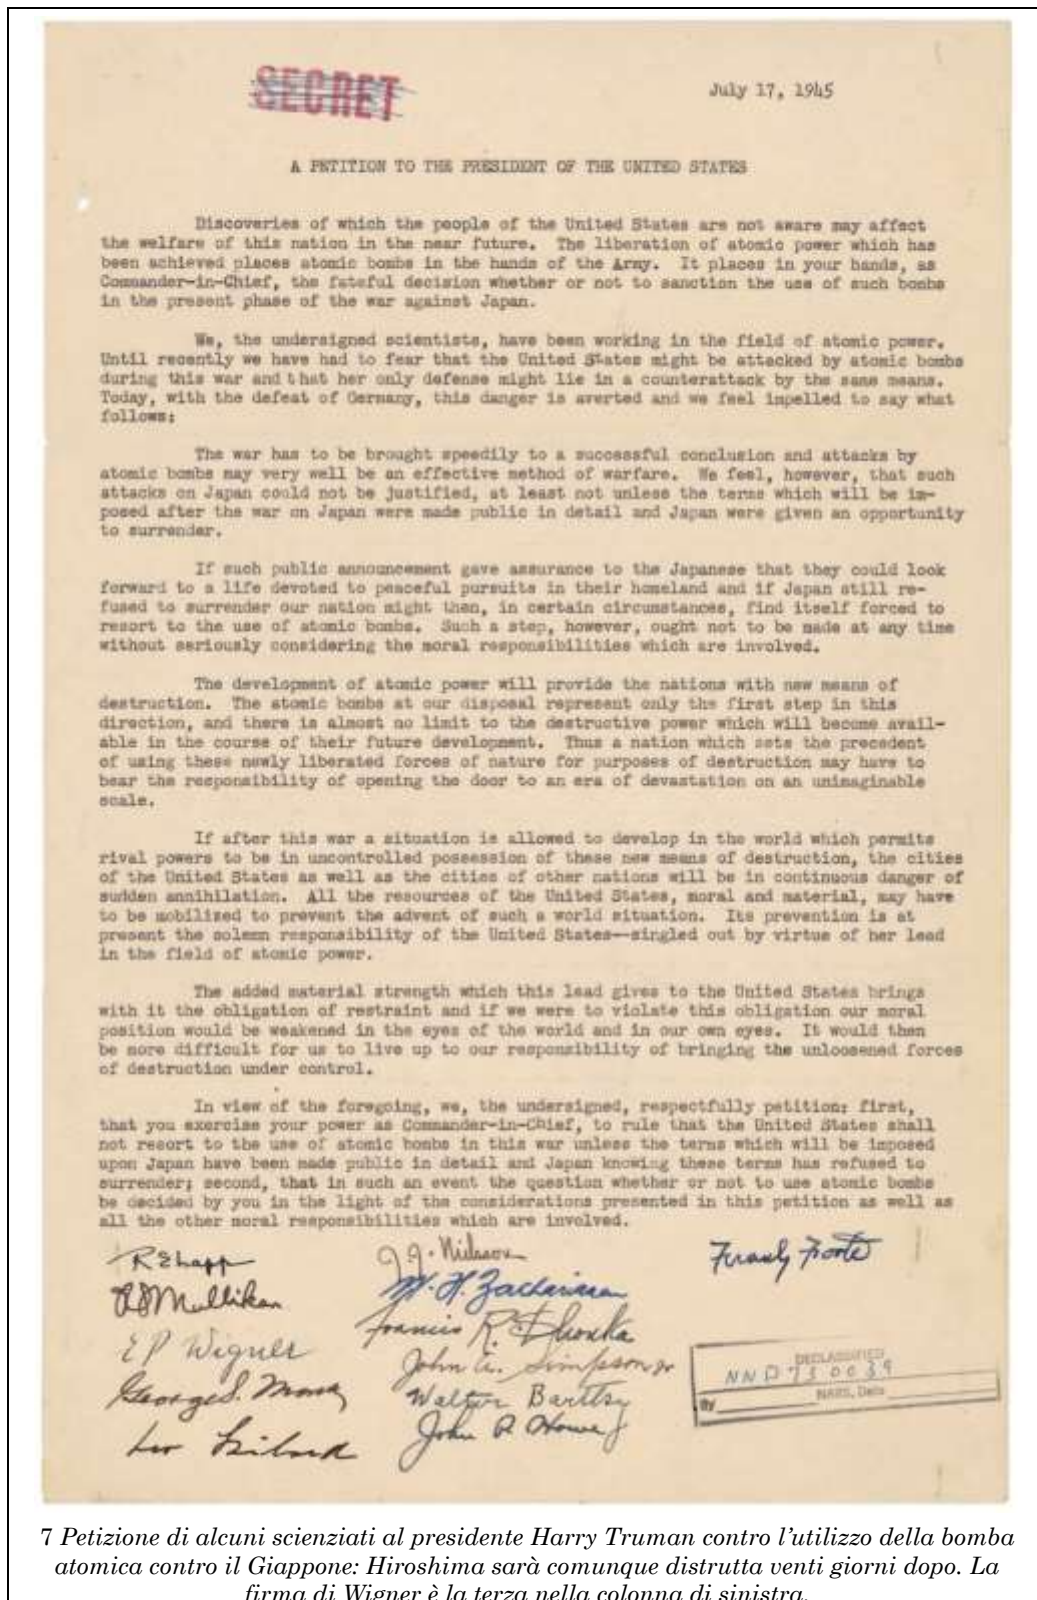 SECRET
July 17, 1945
A PETITION TO THE PRESIDENT OF THE UNITED STATES
Discoveries of which the people of the United States are not aware may affect
the welfare of this nation in the near future. The liberation of atomic power which has
been achieved places atomic bombs in the hands of the Army. It places in your hands, as
Commander-in-Chief, the fateful decision whether or not to sanction the use of such bombs
in the present phase of the war against Japan.
We, the undersigned scientists, have been working in the field of atomic power.
Until recently we have had to fear that the United States might be attacked by atomic bombs
during this war and that her only defense might lie in a counterattack by the same means.
Today, with the defeat of Germany, this danger is averted and we feel impelled to say what
follows:
The war has to be brought speedily to a successful conclusion and attacks by
atomic bombs may very well be an effective method of warfare. We feel, however, that such
attacks on Japan could not be justified, at least not unless the terms which will be im-
posed after the war on Japan were made public in detail and Japan were given an opportunity
to surrender.
If such public announcement gave assurance to the Japanese that they could look
forward to a life devoted to peaceful pursuits in their homeland and if Japan still re-
fused to surrender our nation might then, in certain circumstances, find itself forced to
resort to the use of atomic bombs. Such a step, however, ought not to be made at any time
without seriously considering the moral responsibilities which are involved.
The development of atomic power will provide the nations with new means of
destruction. The atomic bombs at our disposal represent only the first step in this
direction, and there is almost no limit to the destructive power which will become avail-
able in the course of their future development. Thus a nation which sets the precedent
of using these newly liberated forces of nature for purposes of destruction may have to
bear the responsibility of opening the door to an era of devastation on an unimaginable
scale.
If after this war a situation is allowed to develop in the world which permits
rival powers to be in uncontrolled possession of these new means of destruction, the cities
of the United States as well as the cities of other nations will be in continuous danger of
sudden annihilation. All the resources of the United States, moral and material, may have
to be mobilized to prevent the advent of such a world situation. Its prevention is at
present the solemn responsibility of the United States--singled out by virtue of her lead
in the field of atomic power.
The added material strength which this lead gives to the United States brings
with it the obligation of restraint and if we were to violate this obligation our moral
position would be weakened in the eyes of the world and in our own eyes. It would then
be more difficult for us to live up to our responsibility of bringing the unloosened forces
of destruction under control.
In view of the foregoing, we, the undersigned, respectfully petition: first,
that you exercise your power as Commander-in-Chief, to rule that the United States shall
not resort to the use of atomic bombs in this war unless the terms which will be imposed
upon Japan have been made public in detail and Japan knowing these terms has refused to
surrender; second, that in such an event the question whether or not to use atomic bombs
be decided by you in the light of the considerations presented in this petition as well as
all the other moral responsibilities which are involved.
R E Lapp
R S Mulliken
E P Wigner
George S. Monk
Leo Szilard
J. J. Nickson
W. H. Zachariasen
Francis R.
John A. Simpson Jr
Walter Bartky
John P. Howe Jr
Frank Foote
DECLASSIFIED
NND 730039
By NARS, Date
7 Petizione di alcuni scienziati al presidente Harry Truman contro l'utilizzo della bomba
atomica contro il Giappone: Hiroshima sarà comunque distrutta venti giorni dopo. La
firma di Wigner è la terza nella colonna di sinistra.